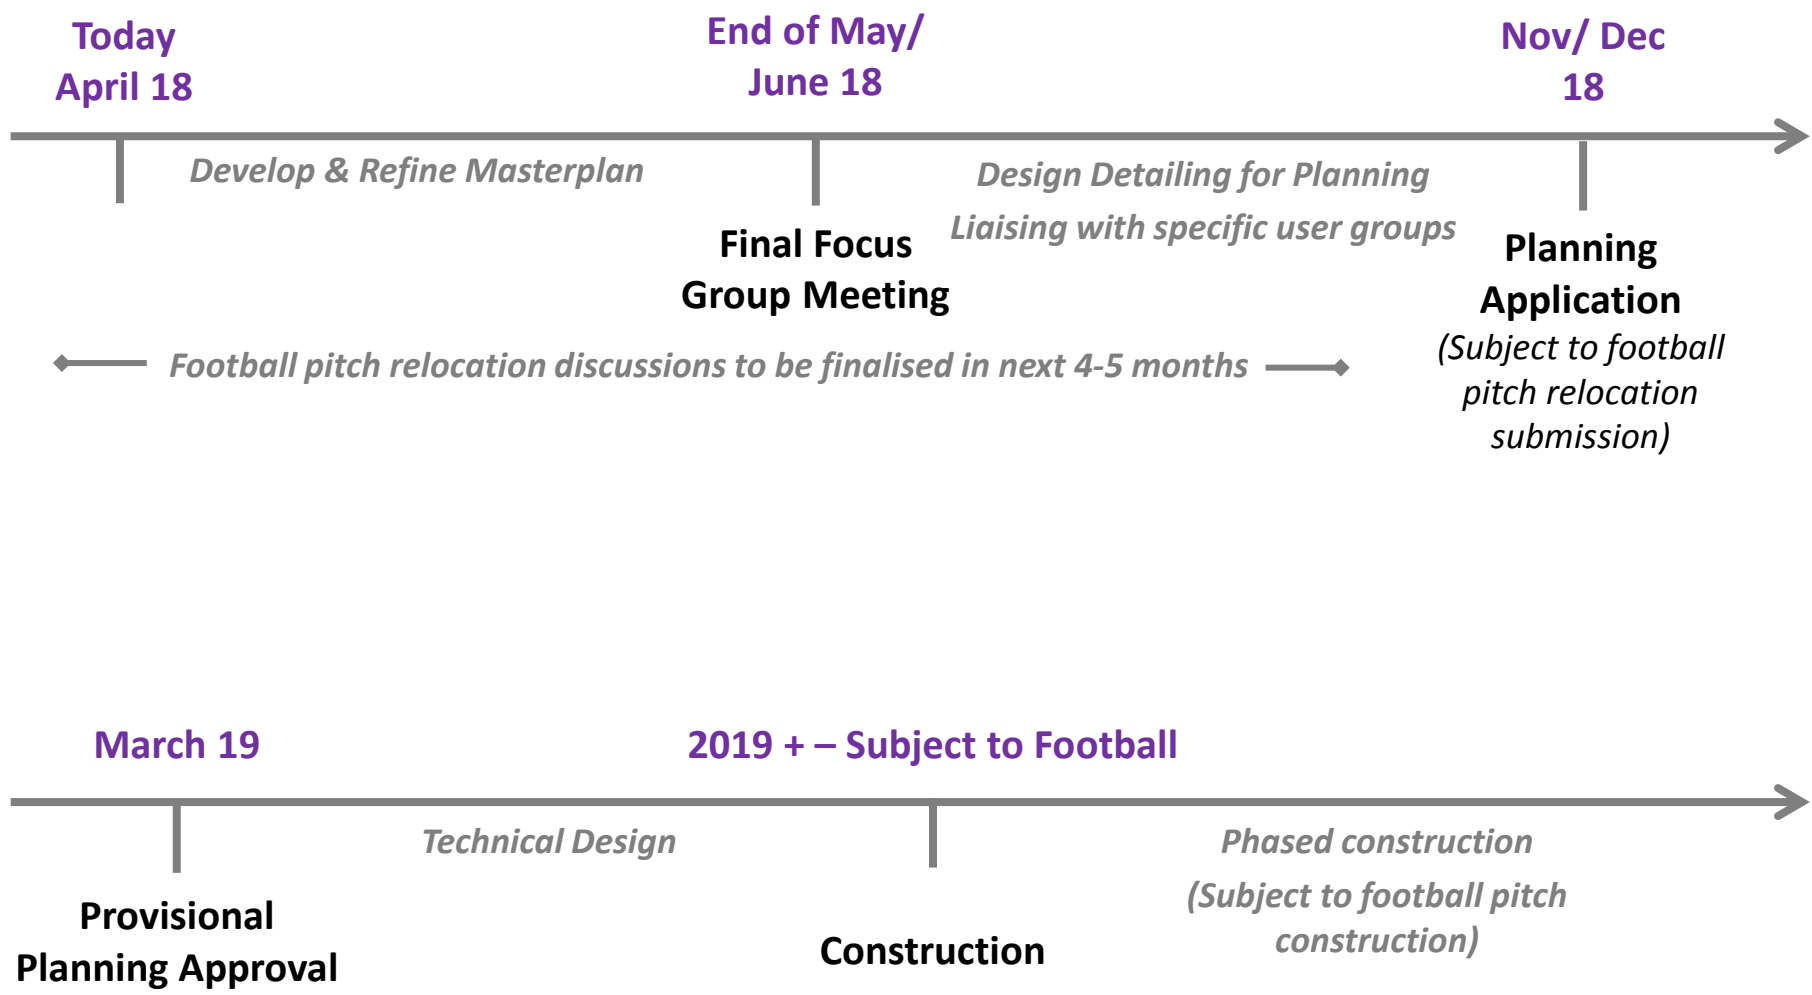 Today
April 18
End of May/
June 18
Nov/ Dec
18
Develop & Refine Masterplan
Design Detailing for Planning
Liaising with specific user groups
Final Focus
Group Meeting
Planning
Application
(Subject to football
pitch relocation
submission)
Football pitch relocation discussions to be finalised in next 4-5 months
March 19
2019 + – Subject to Football
Technical Design
Phased construction
(Subject to football pitch
construction)
Provisional
Planning Approval
Construction